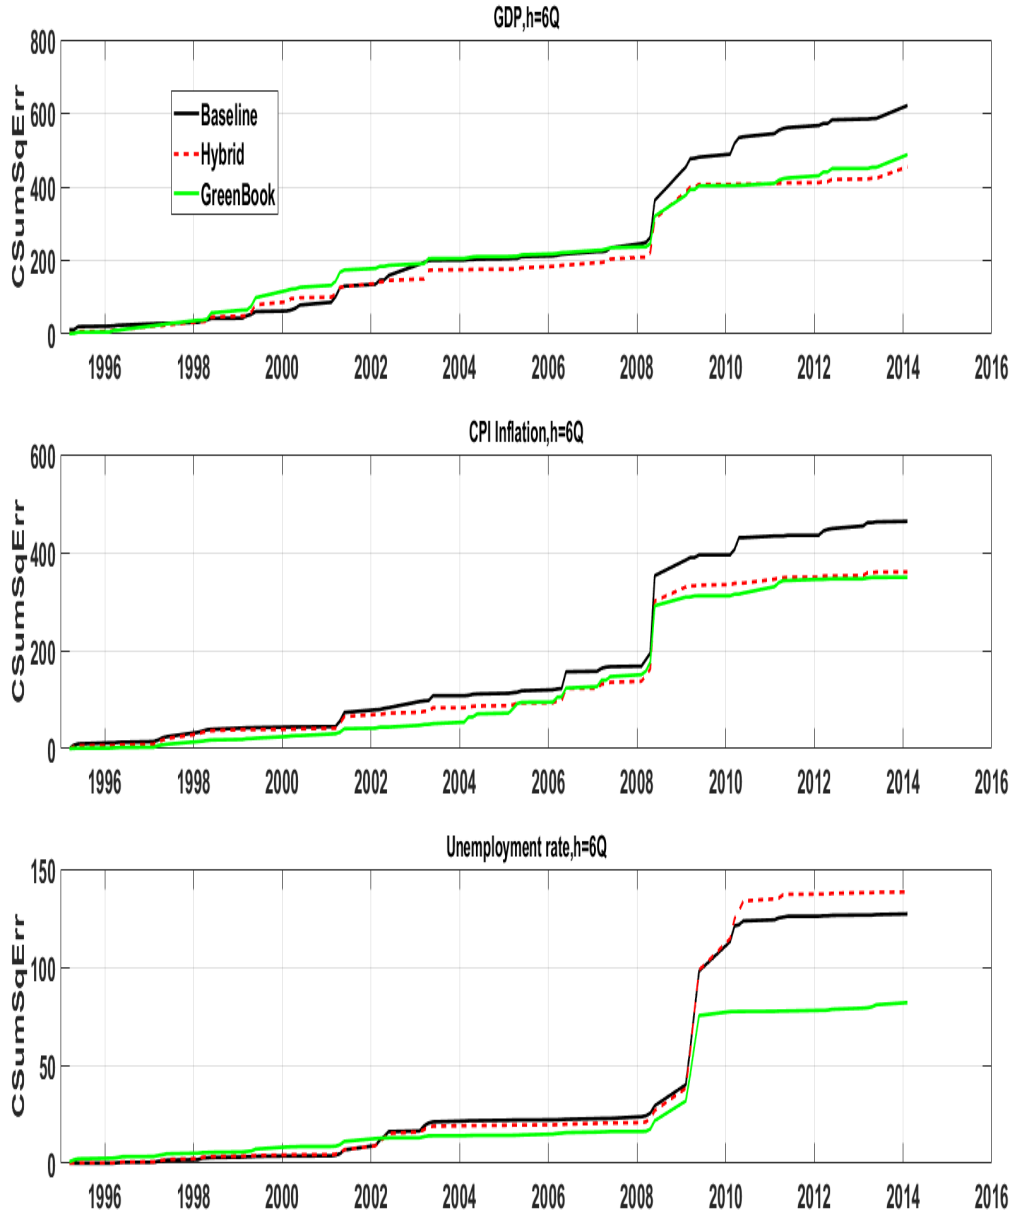 GDP,h=6Q
CSumSqErr
800
600
400
200
0
Baseline
Hybrid
GreenBook
1996 1998 2000 2002 2004 2006 2008 2010 2012 2014 2016
CPI Inflation,h=6Q
CSumSqErr
600
400
200
0
1996 1998 2000 2002 2004 2006 2008 2010 2012 2014 2016
Unemployment rate,h=6Q
CSumSqErr
150
100
50
0
1996 1998 2000 2002 2004 2006 2008 2010 2012 2014 2016